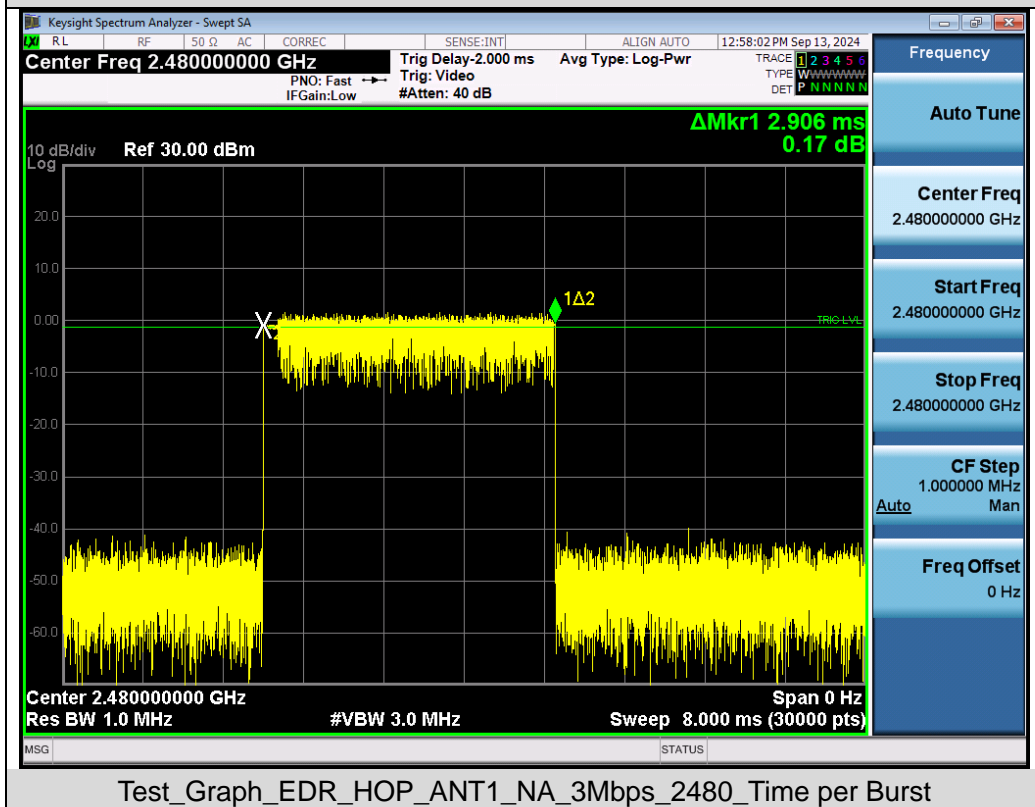 Keysight Spectrum Analyzer - Swept SA
LXI RL RF 50 Ω AC CORREC SENSE:INT ALIGN AUTO 12:58:02 PM Sep 13, 2024
Center Freq 2.480000000 GHz Trig Delay-2.000 ms Avg Type: Log-Pwr TRACE 1 2 3 4 5 6
PNO: Fast Trig: Video TYPE WWWWWW
IFGain:Low #Atten: 40 dB DET P N N N N N
ΔMkr1 2.906 ms
0.17 dB
10 dB/div Ref 30.00 dBm
Log
20.0
10.0
0.00
-10.0
-20.0
-30.0
-40.0
-50.0
-60.0
1Δ2
TRIG LVL
Center 2.480000000 GHz Span 0 Hz
Res BW 1.0 MHz #VBW 3.0 MHz Sweep 8.000 ms (30000 pts)
MSG STATUS
Frequency
Auto Tune
Center Freq
2.480000000 GHz
Start Freq
2.480000000 GHz
Stop Freq
2.480000000 GHz
CF Step
1.000000 MHz
Auto Man
Freq Offset
0 Hz
Test_Graph_EDR_HOP_ANT1_NA_3Mbps_2480_Time per Burst